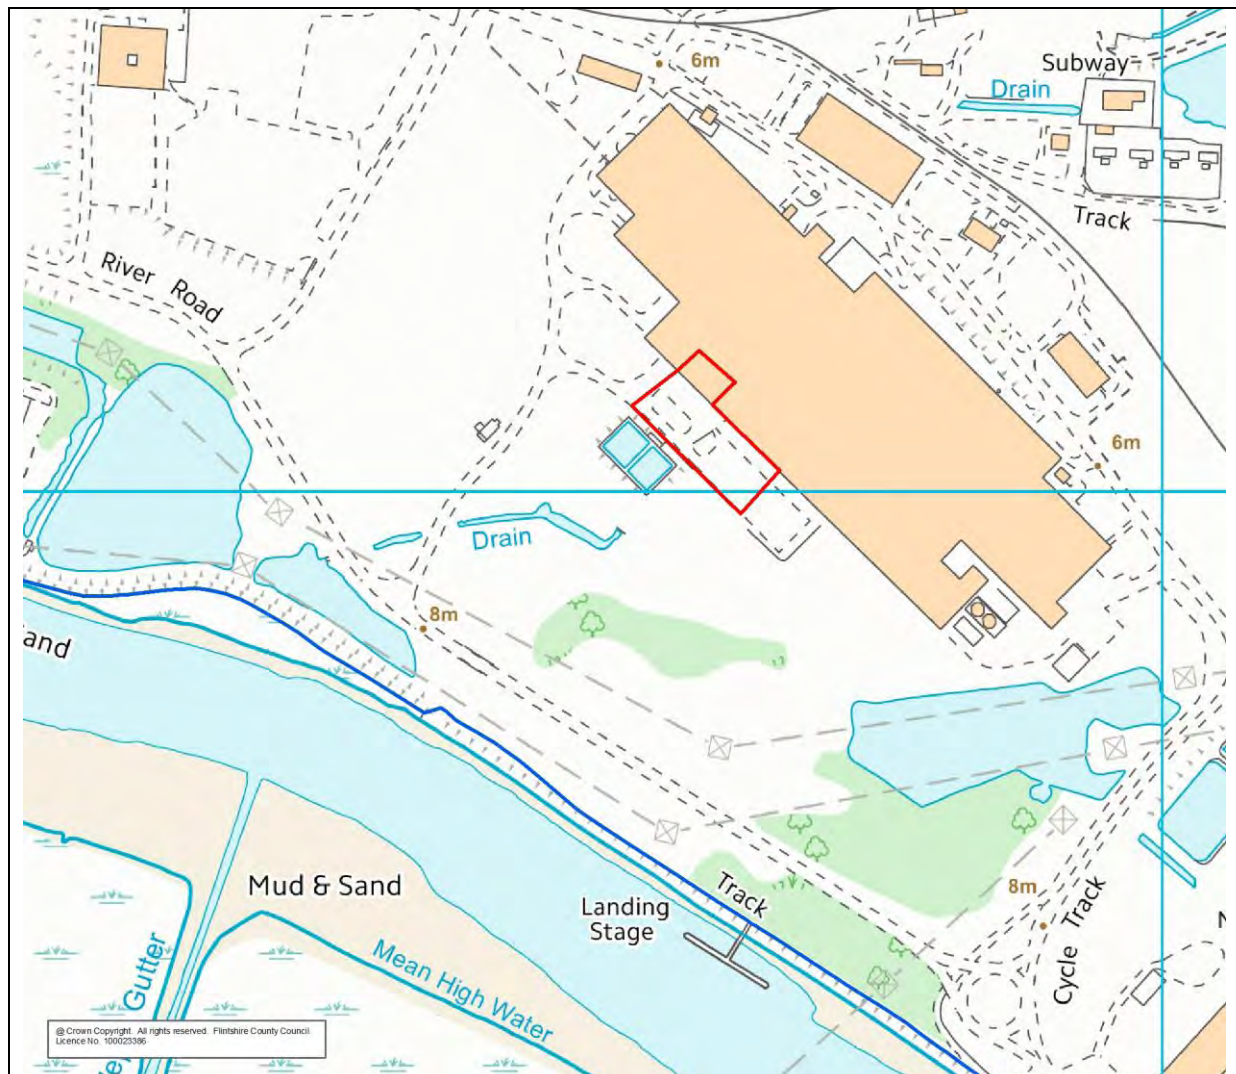 6m
Subway
Drain
Track
River Road
6m
Drain
8m
and
Mud & Sand
Landing
Stage
Track
8m
Cycle Track
Gutter
Mean High Water
@ Crown Copyright. All rights reserved. Flintshire County Council.
Licence No. 100023386